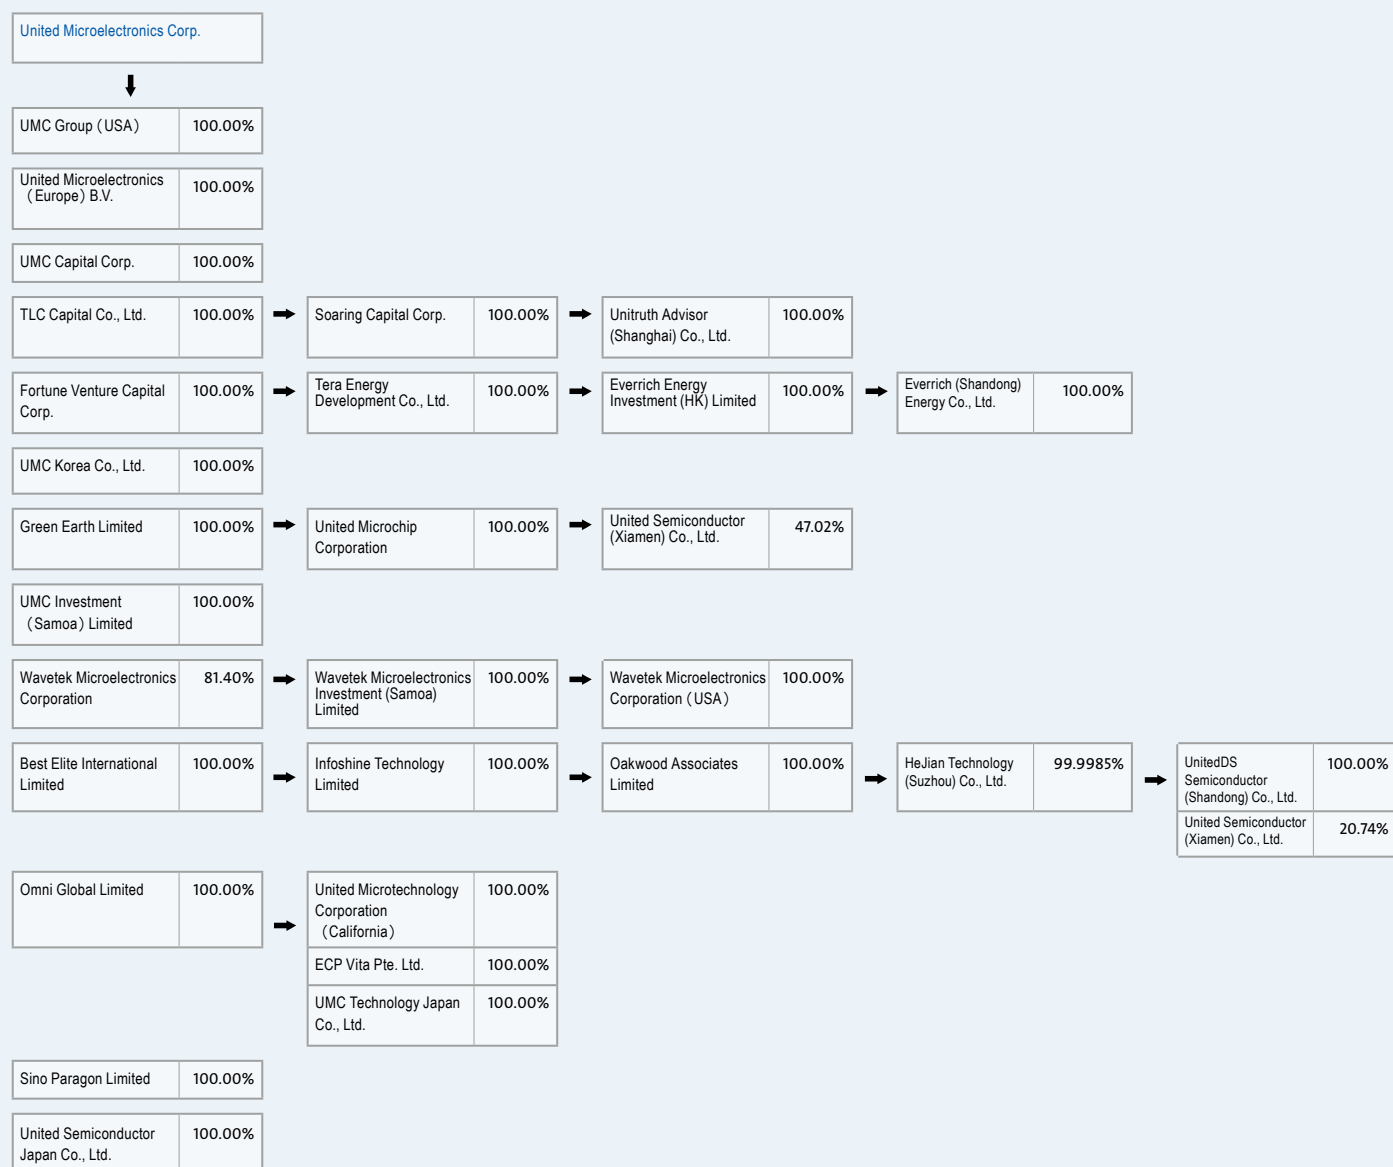 United Microelectronics Corp.
UMC Group（USA） 100.00%
United Microelectronics
（Europe）B.V.
100.00%
UMC Capital Corp. 100.00%
TLC Capital Co., Ltd. 100.00%
Soaring Capital Corp. 100.00%
Unitruth Advisor
(Shanghai) Co., Ltd.
100.00%
Fortune Venture Capital
Corp.
100.00%
Tera Energy
Development Co., Ltd.
100.00%
Everrich Energy
Investment (HK) Limited
100.00%
Everrich (Shandong)
Energy Co., Ltd.
100.00%
UMC Korea Co., Ltd. 100.00%
Green Earth Limited 100.00%
United Microchip
Corporation
100.00%
United Semiconductor
(Xiamen) Co., Ltd.
47.02%
UMC Investment
（Samoa）Limited
100.00%
Wavetek Microelectronics
Corporation
81.40%
Wavetek Microelectronics
Investment (Samoa)
Limited
100.00%
Wavetek Microelectronics
Corporation（USA）
100.00%
Best Elite International
Limited
100.00%
Infoshine Technology
Limited
100.00%
Oakwood Associates
Limited
100.00%
HeJian Technology
(Suzhou) Co., Ltd.
99.9985%
UnitedDS
Semiconductor
(Shandong) Co., Ltd.
100.00%
United Semiconductor
(Xiamen) Co., Ltd.
20.74%
Omni Global Limited 100.00%
United Microtechnology
Corporation
（California）
100.00%
ECP Vita Pte. Ltd. 100.00%
UMC Technology Japan
Co., Ltd.
100.00%
Sino Paragon Limited 100.00%
United Semiconductor
Japan Co., Ltd.
100.00%